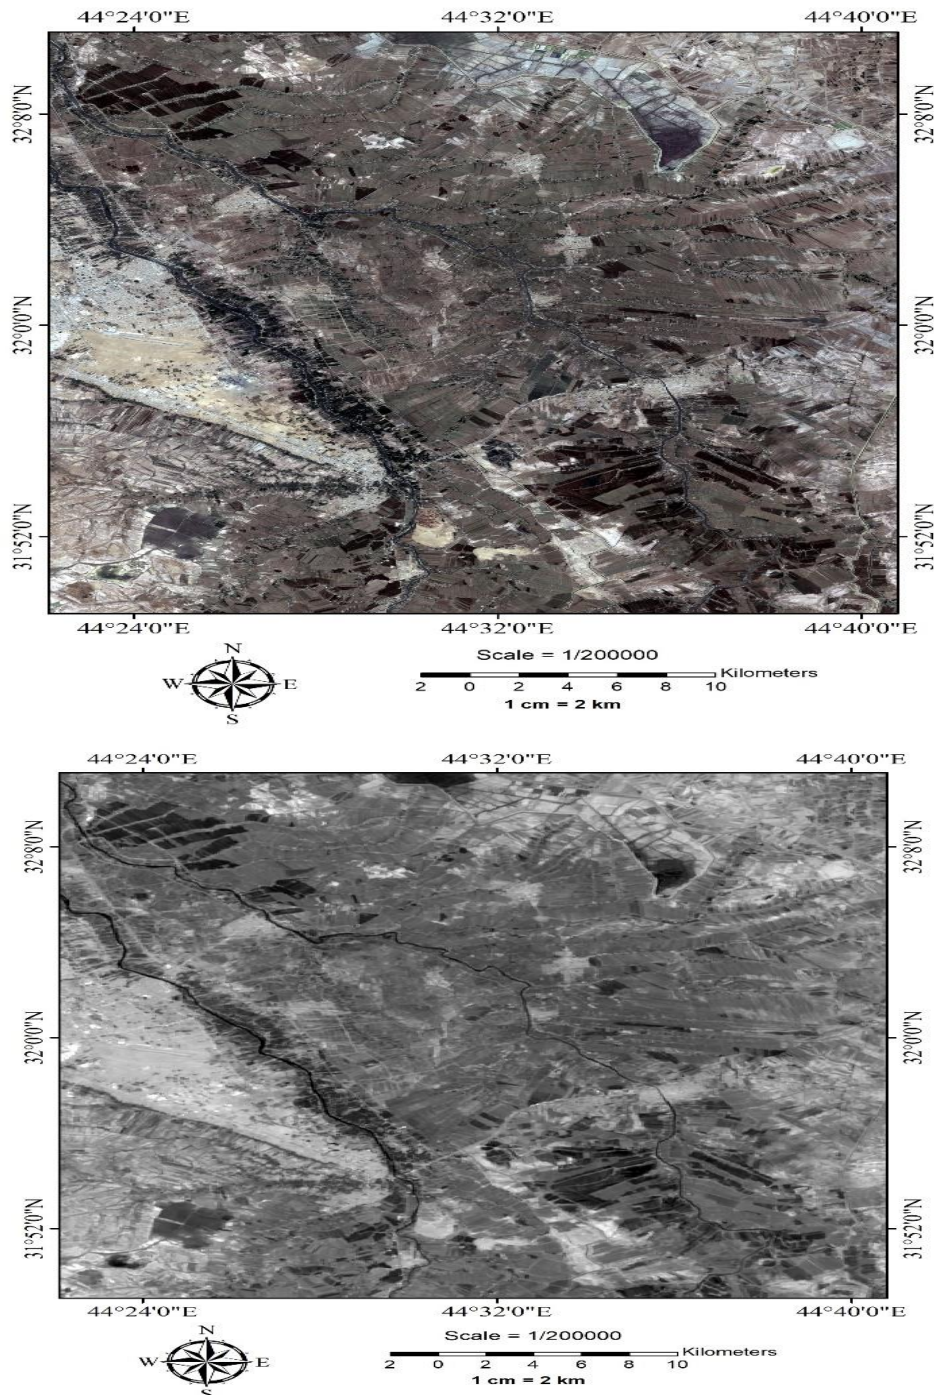 44°24'0"E 44°32'0"E 44°40'0"E
32°8'0"N 32°8'0"N
32°0'0"N 32°0'0"N
31°52'0"N 31°52'0"N
44°24'0"E 44°32'0"E 44°40'0"E
N
W E
S
Scale = 1/200000
2 0 2 4 6 8 10 Kilometers
1 cm = 2 km
44°24'0"E 44°32'0"E 44°40'0"E
32°8'0"N 32°8'0"N
32°0'0"N 32°0'0"N
31°52'0"N 31°52'0"N
44°24'0"E 44°32'0"E 44°40'0"E
N
W E
S
Scale = 1/200000
2 0 2 4 6 8 10 Kilometers
1 cm = 2 km